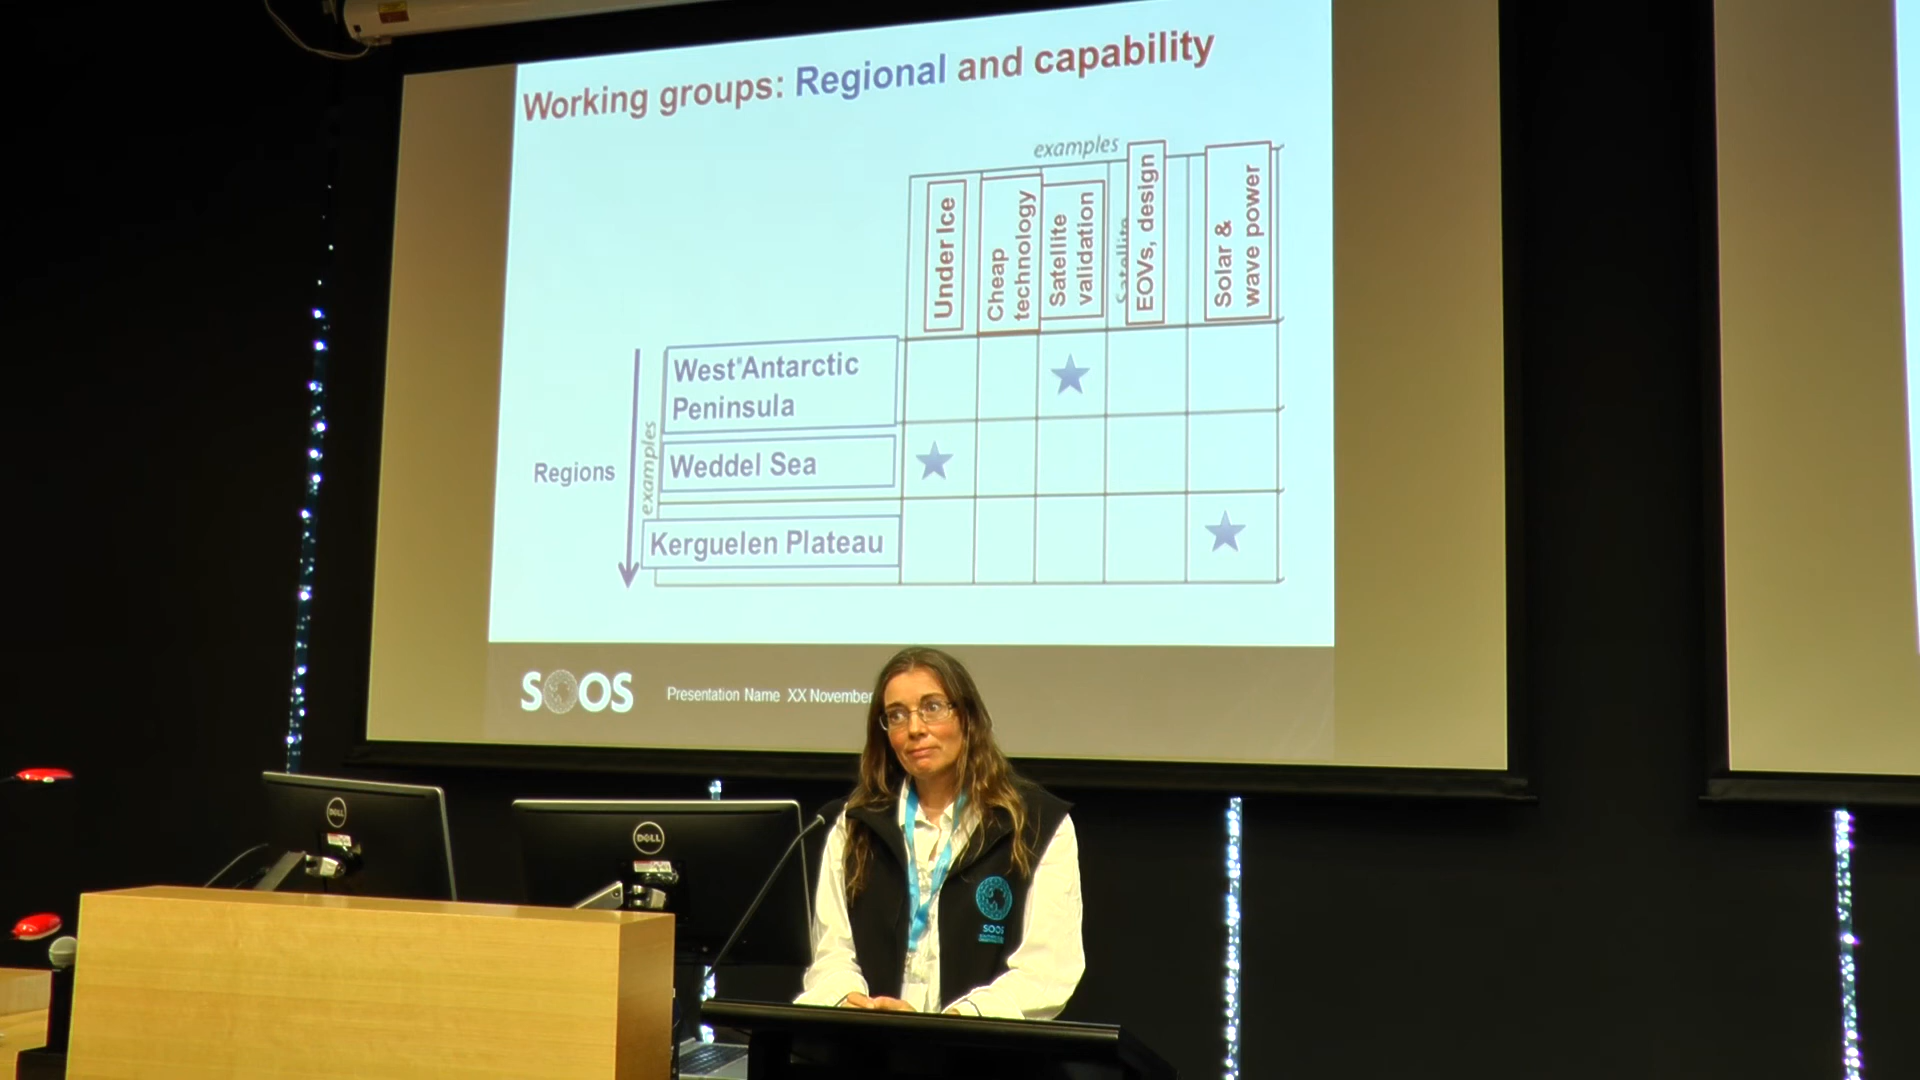 Working groups: Regional and capability
examples
Under Ice
Cheap
technology
Satellite
validation
Satellite
EOVs, design
Solar &
wave power
West Antarctic
Peninsula
Regions
examples
Weddel Sea
Kerguelen Plateau
SOOS
Presentation Name XX November
DELL
DELL
SOOS